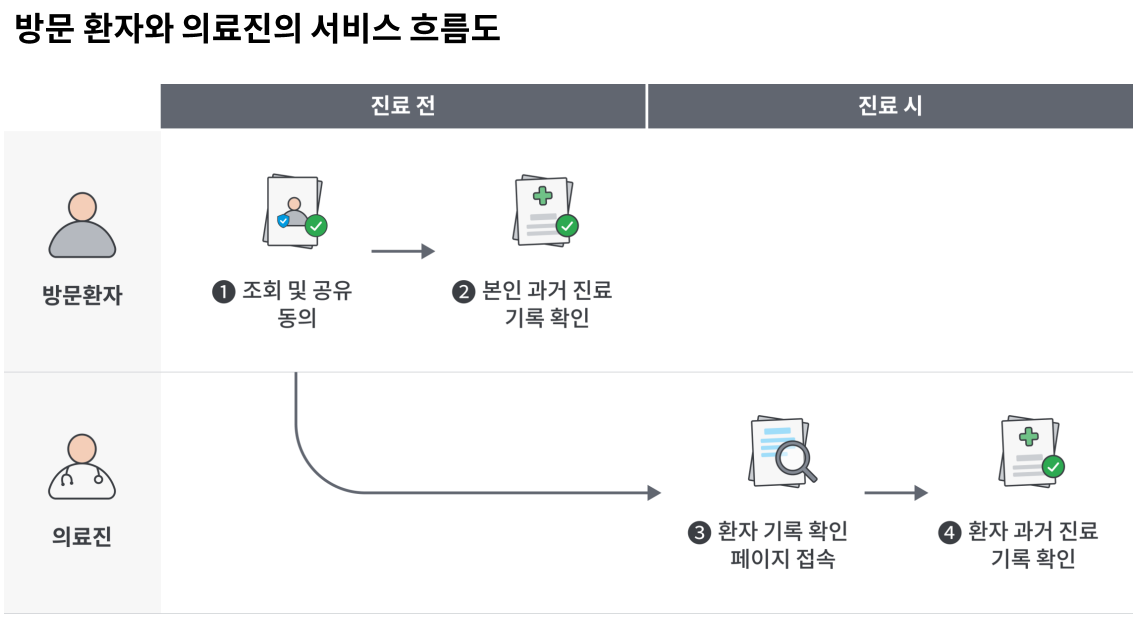 방문 환자와 의료진의 서비스 흐름도
진료 전
진료 시
방문환자
❶ 조회 및 공유
동의
❷ 본인 과거 진료
기록 확인
의료진
❸ 환자 기록 확인
페이지 접속
❹ 환자 과거 진료
기록 확인